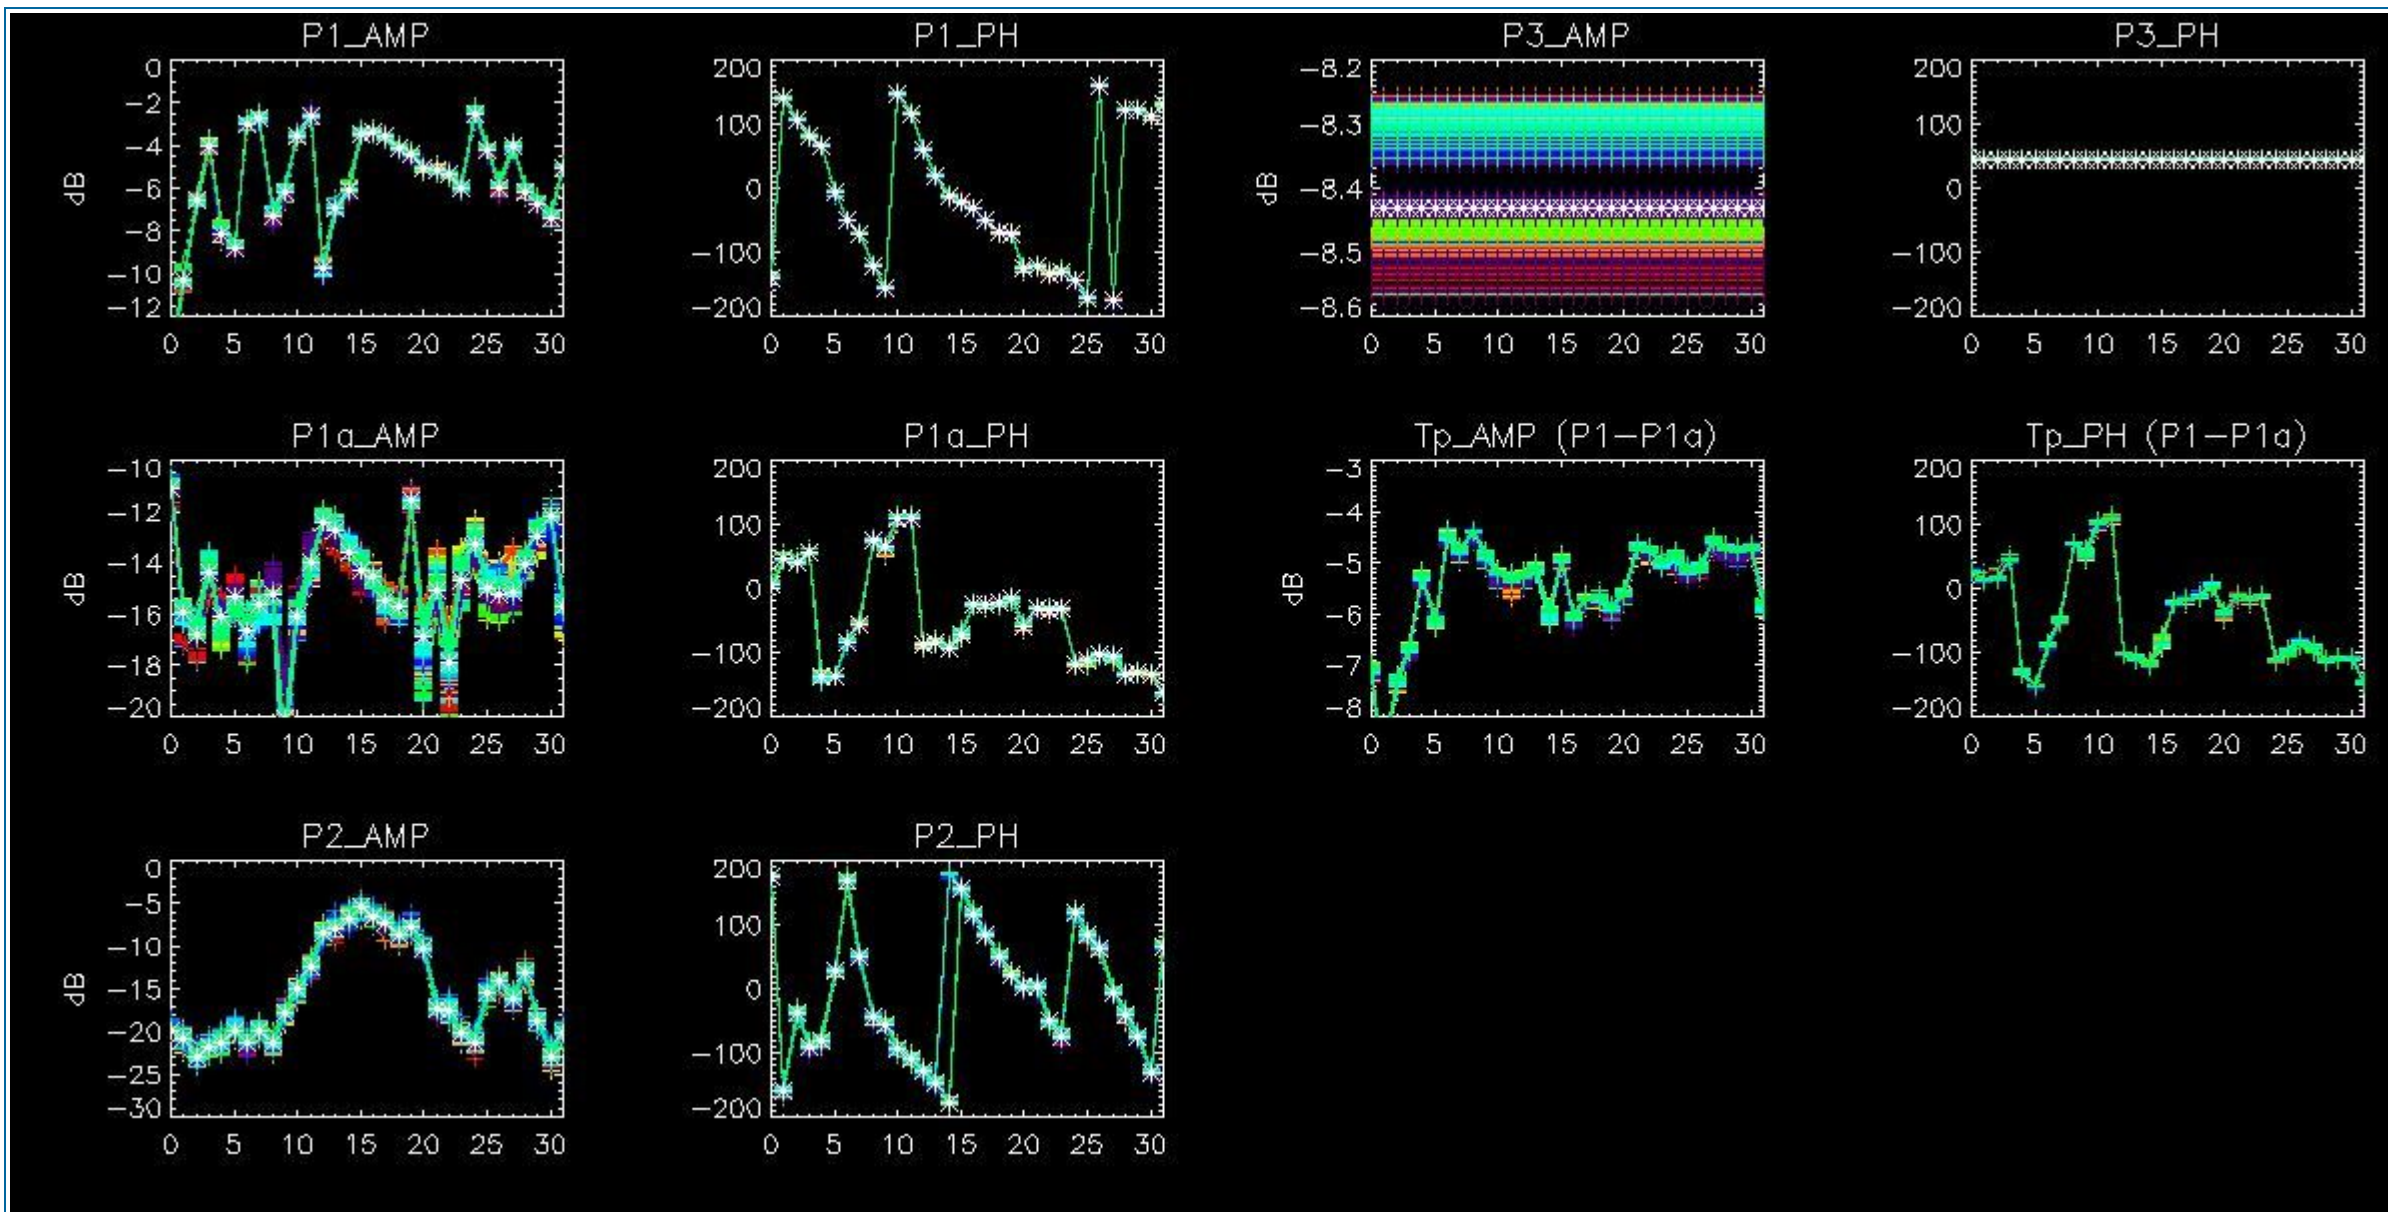 P1_AMP
0
−2
−4
−6
−8
−10
−12
dB
0 5 10 15 20 25 30
P1_PH
200
100
0
−100
−200
0 5 10 15 20 25 30
P3_AMP
−8.2
−8.3
−8.4
−8.5
−8.6
dB
0 5 10 15 20 25 30
P3_PH
200
100
0
−100
−200
0 5 10 15 20 25 30
P1a_AMP
−10
−12
−14
−16
−18
−20
dB
0 5 10 15 20 25 30
P1a_PH
200
100
0
−100
−200
0 5 10 15 20 25 30
Tp_AMP (P1−P1a)
−3
−4
−5
−6
−7
−8
dB
0 5 10 15 20 25 30
Tp_PH (P1−P1a)
200
100
0
−100
−200
0 5 10 15 20 25 30
P2_AMP
0
−5
−10
−15
−20
−25
−30
dB
0 5 10 15 20 25 30
P2_PH
200
100
0
−100
−200
0 5 10 15 20 25 30